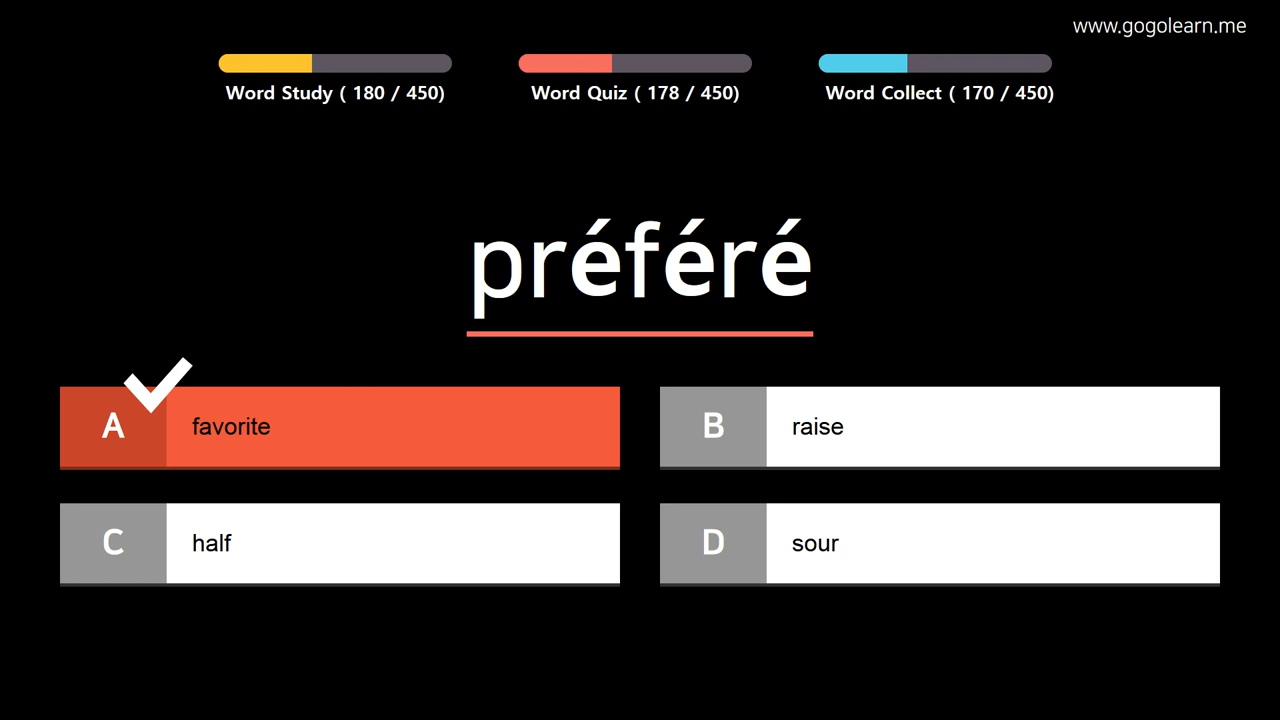 www.gogolearn.me
Word Study ( 180 / 450)
Word Quiz ( 178 / 450)
Word Collect ( 170 / 450)
préféré
A favorite
B raise
C half
D sour